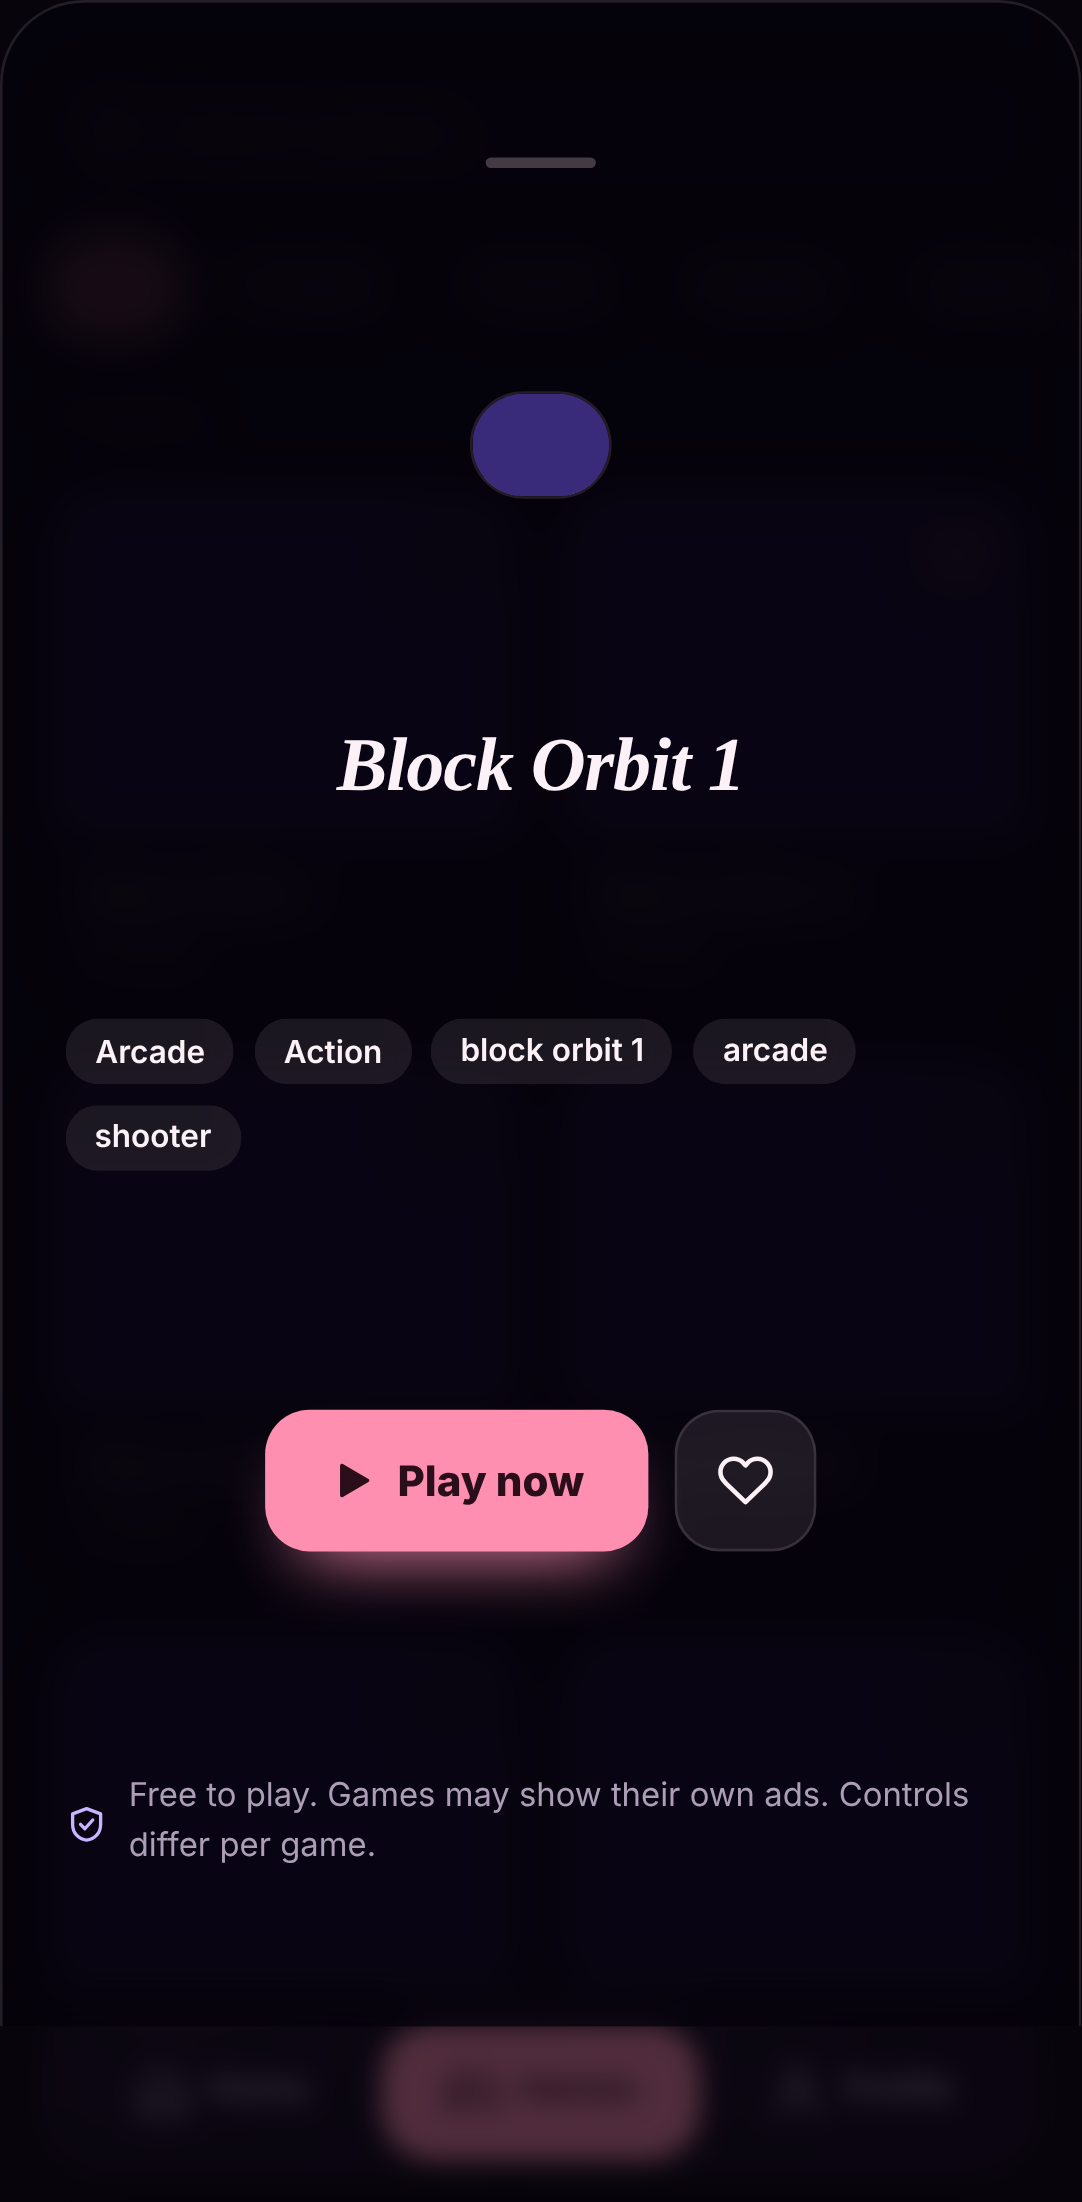 Block Orbit 1
Arcade Action block orbit 1 arcade
shooter
Play now
Free to play. Games may show their own ads. Controls
differ per game.